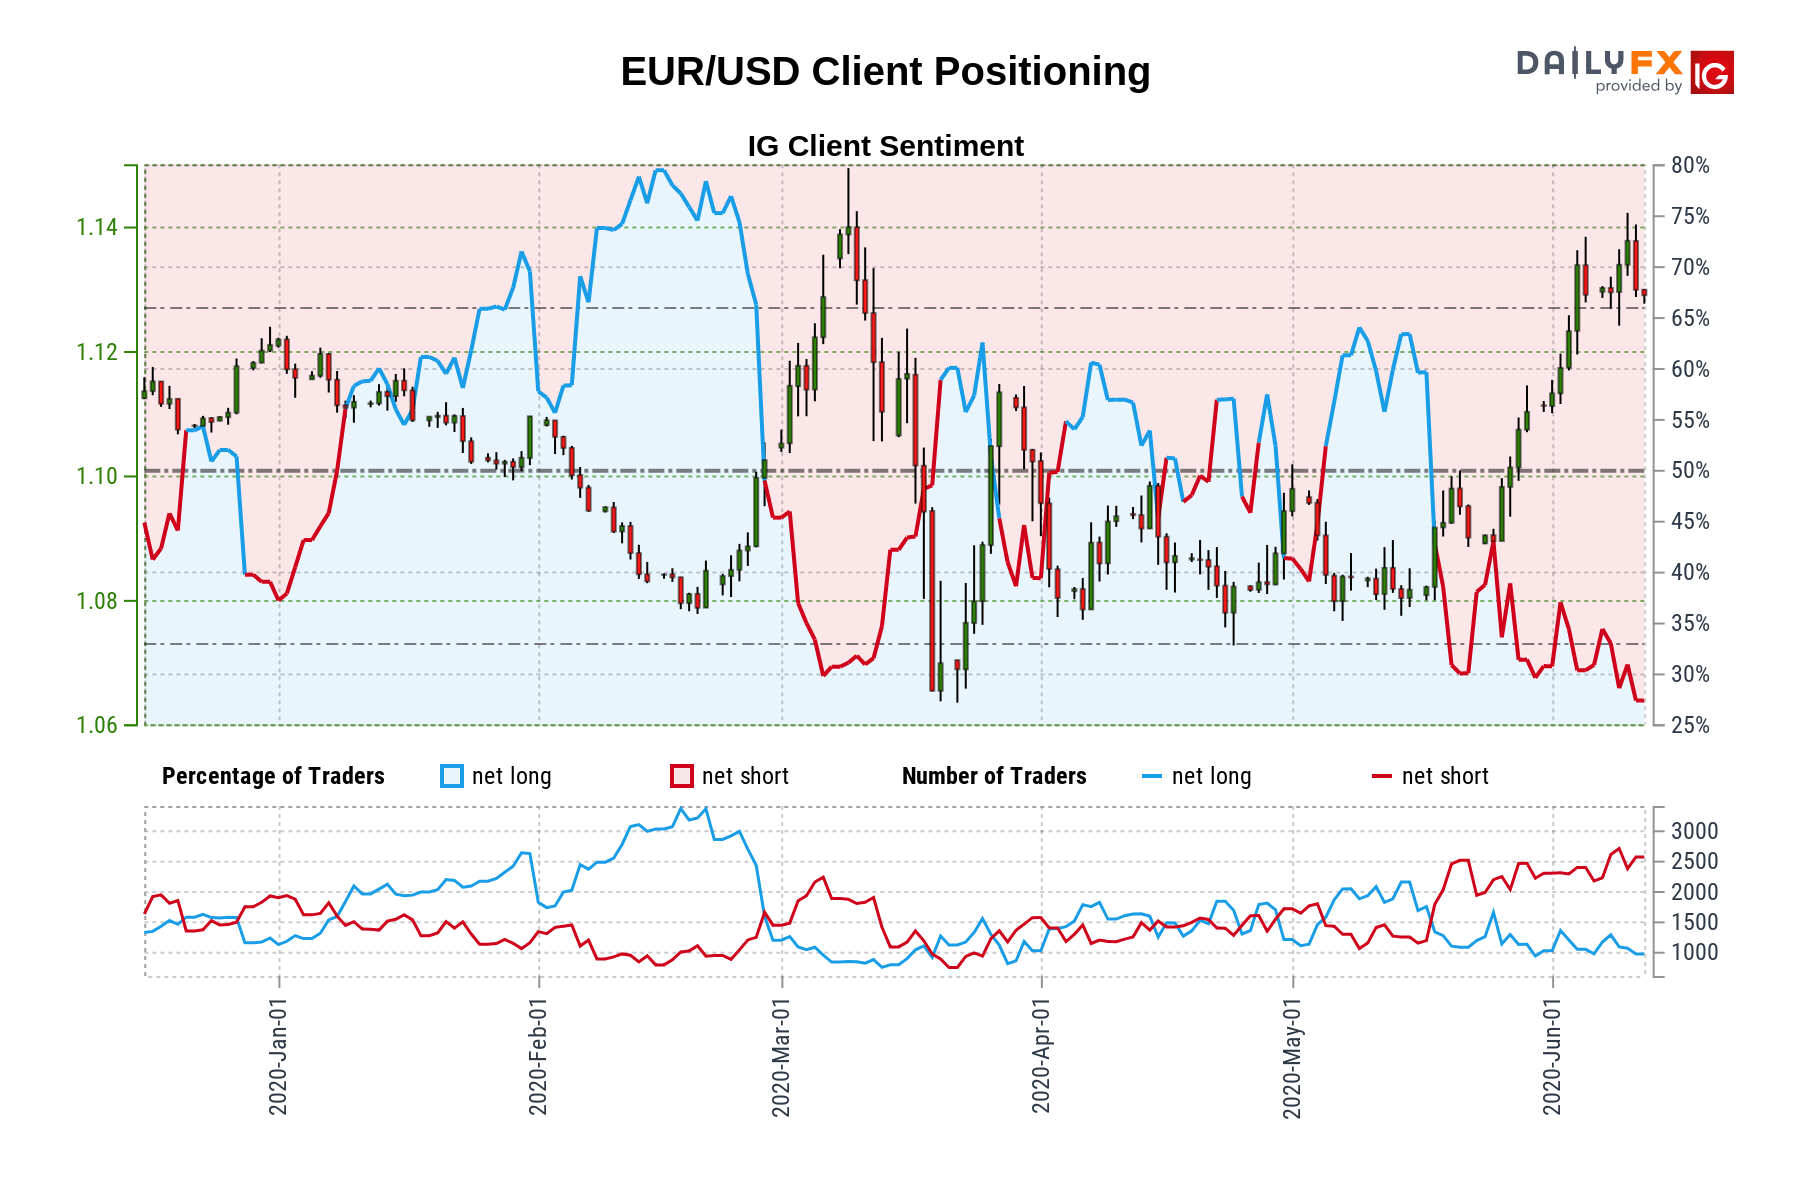 EUR/USD Client Positioning
DAILYFX
provided by
IG
IG Client Sentiment
1.14
1.12
1.10
1.08
1.06
80%
75%
70%
65%
60%
55%
50%
45%
40%
35%
30%
25%
Percentage of Traders net long net short Number of Traders net long net short
3000
2500
2000
1500
1000
2020-Jan-01
2020-Feb-01
2020-Mar-01
2020-Apr-01
2020-May-01
2020-Jun-01